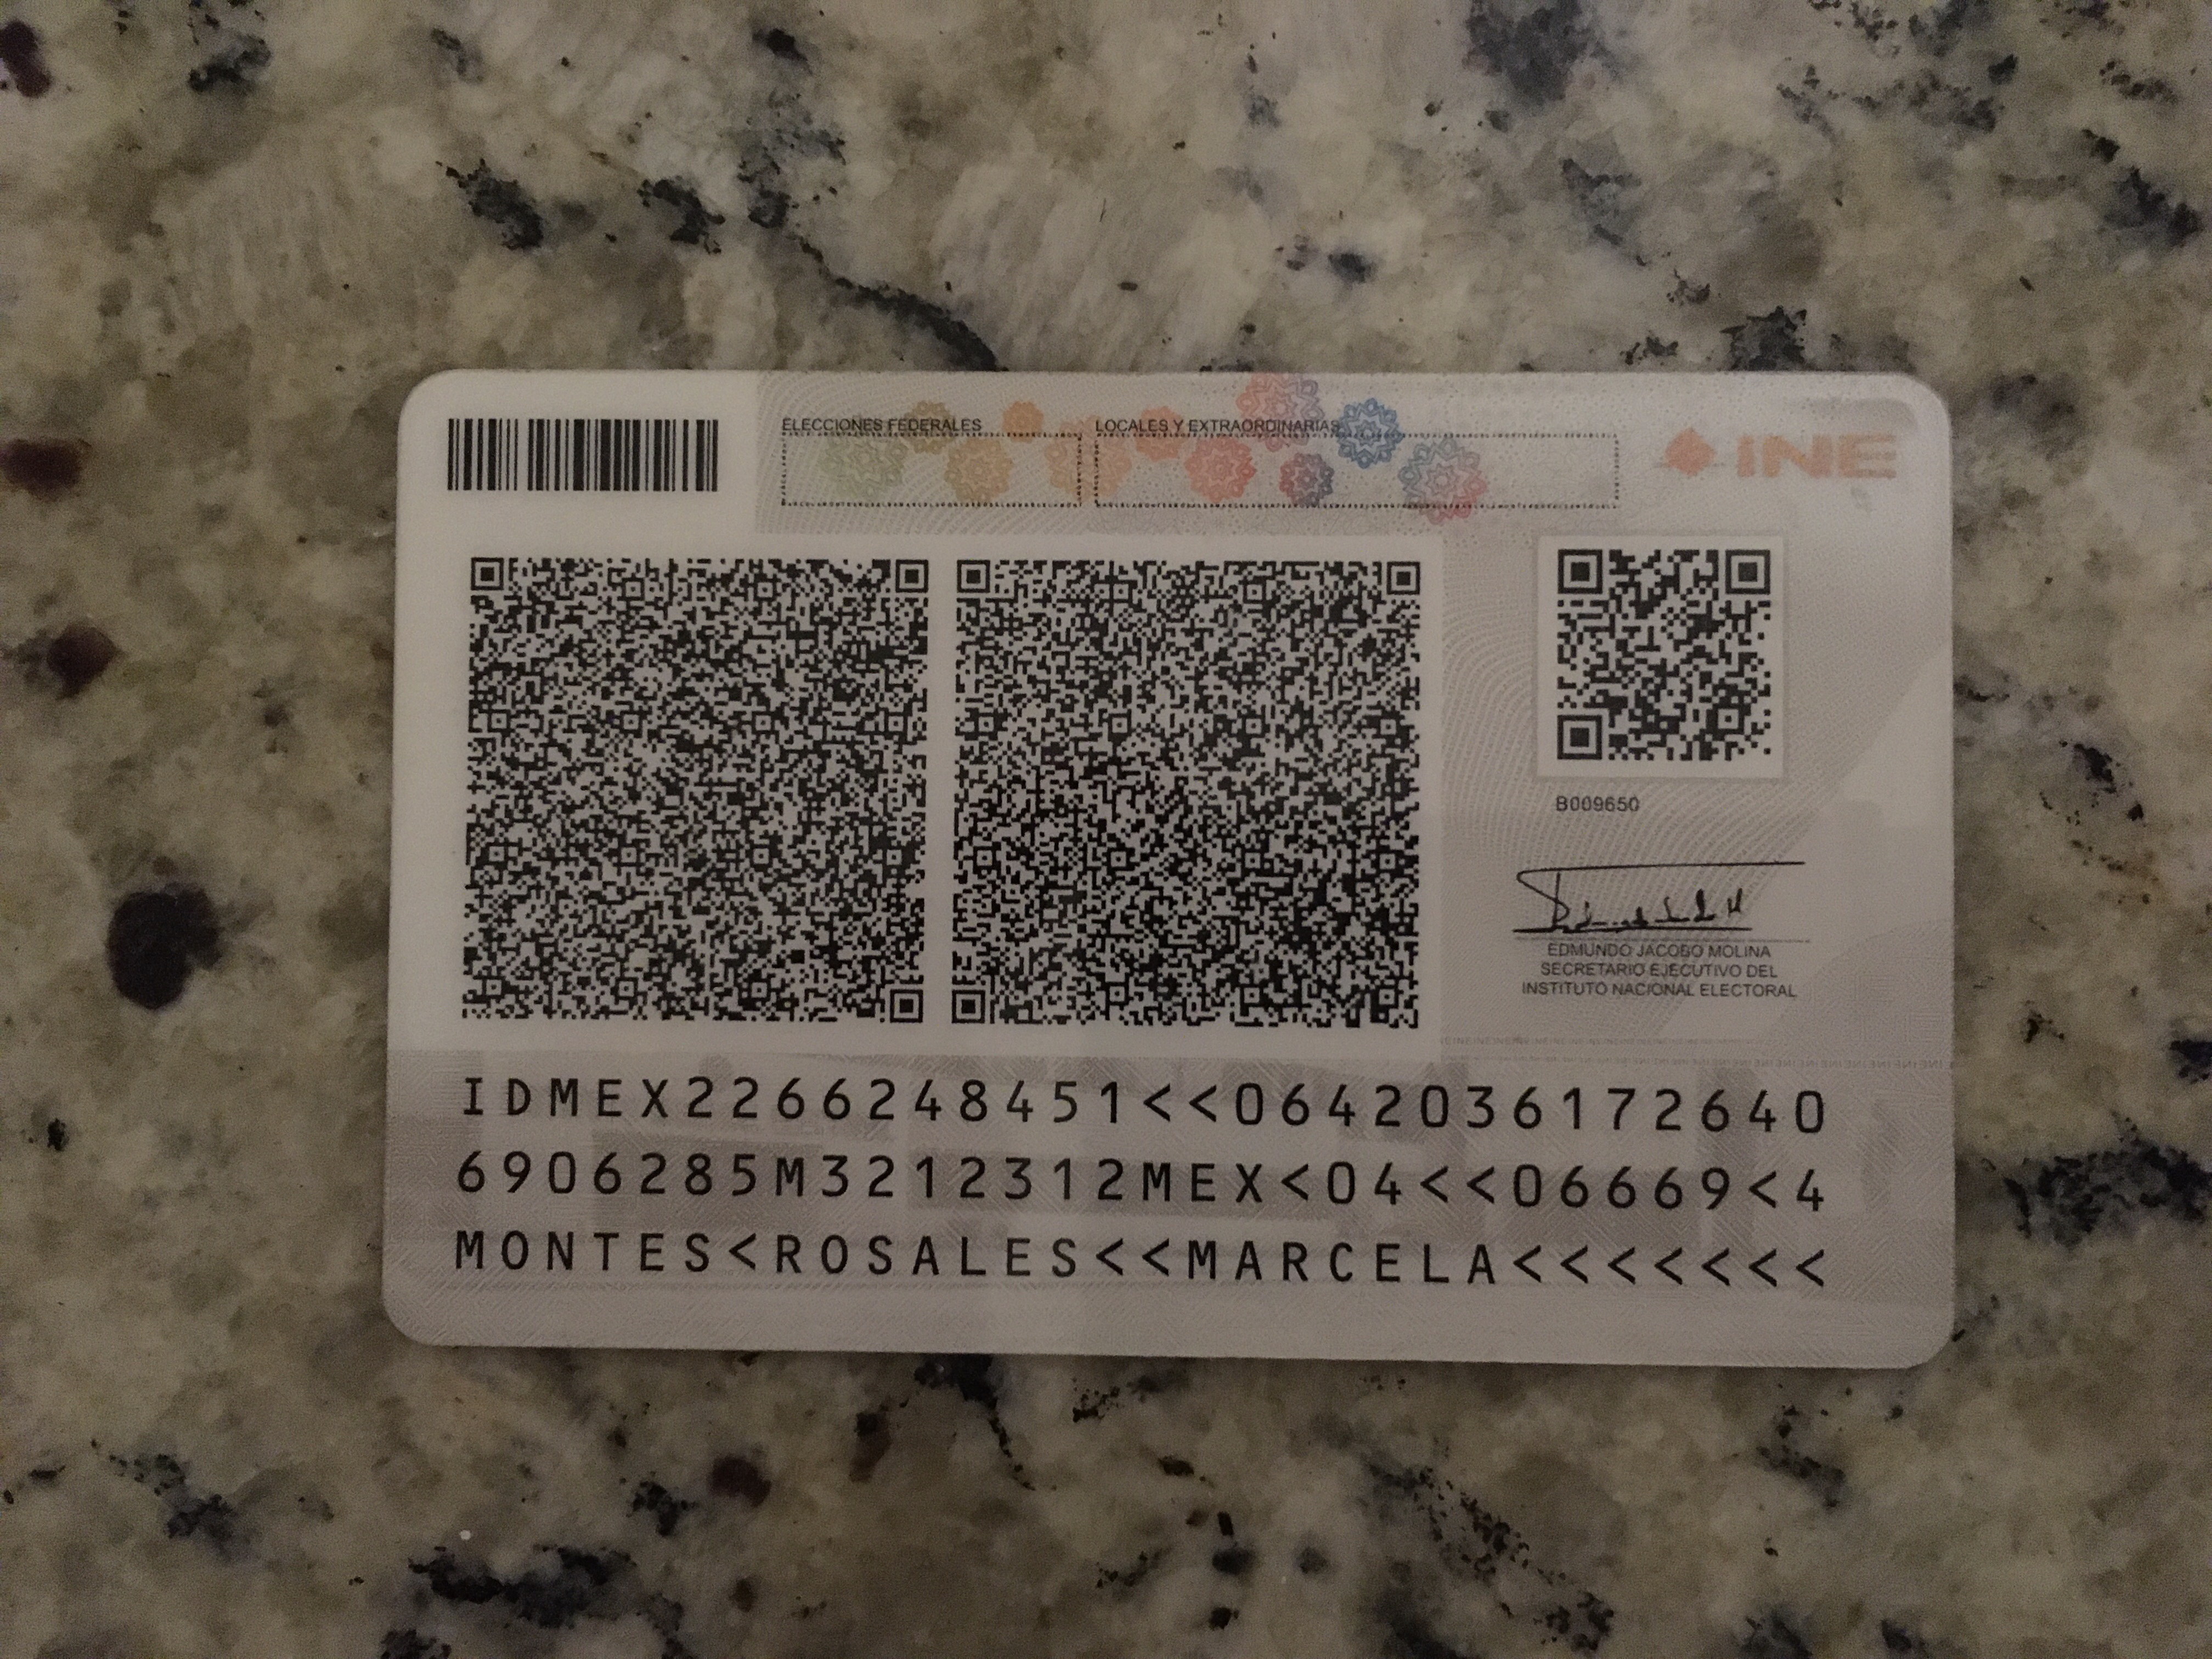 ELECCIONES FEDERALES
LOCALES Y EXTRAORDINARIAS
INE
B009650
EDMUNDO JACOBO MOLINA
SECRETARIO EJECUTIVO DEL
INSTITUTO NACIONAL ELECTORAL
IDMEX2266248451<<0642036172640
6906285M3212312MEX<04<<06669<4
MONTES<ROSALES<<MARCELA<<<<<<<